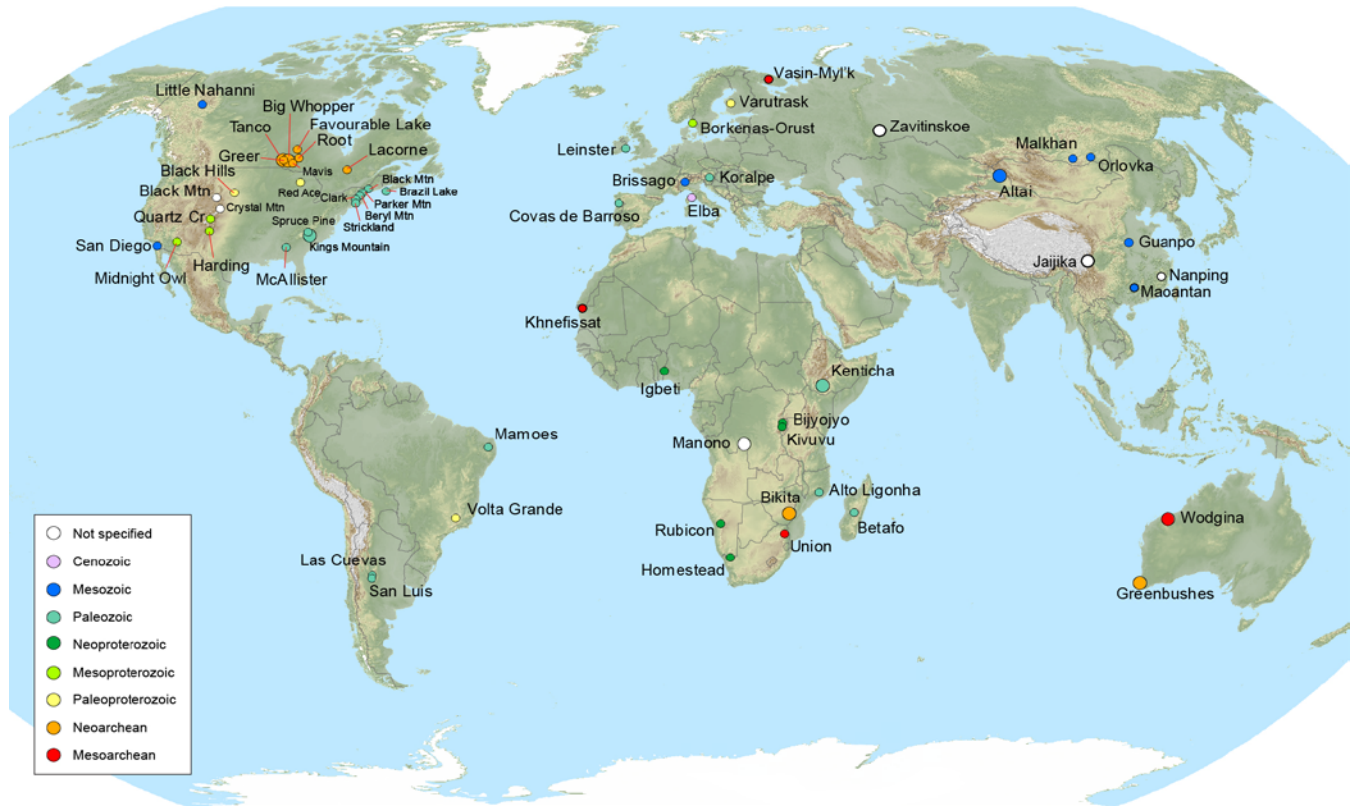 Little Nahanni
Big Whopper
Tanco
Favourable Lake
Root
Greer
Lacorne
Mavis
Black Hills
Red Ace
Black Mtn
Crystal Mtn
Clark
Black Mtn
Brazil Lake
Parker Mtn
Beryl Mtn
Strickland
Quartz Cr
Spruce Pine
San Diego
Kings Mountain
Midnight Owl
Harding
McAllister
Vasin-Myl'k
Varutrask
Borkenas-Orust
Zavitinskoe
Leinster
Malkhan
Orlovka
Brissago
Koralpe
Altai
Covas de Barroso
Elba
Guanpo
Jaijika
Nanping
Maoantan
Khnefissat
Igbeti
Kenticha
Bijyojyo
Kivuvu
Manono
Mamoes
Alto Ligonha
Bikita
Volta Grande
Rubicon
Betafo
Union
Wodgina
Las Cuevas
San Luis
Homestead
Greenbushes
Not specified
Cenozoic
Mesozoic
Paleozoic
Neoproterozoic
Mesoproterozoic
Paleoproterozoic
Neoarchean
Mesoarchean